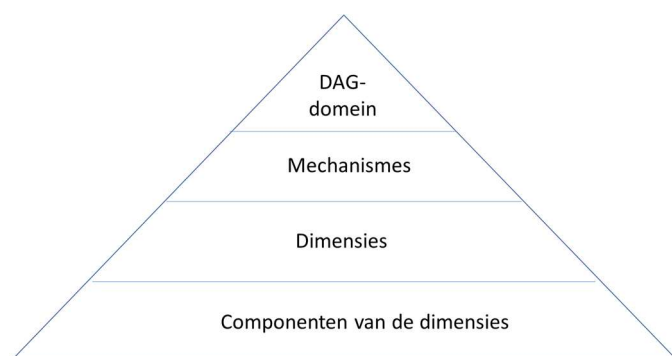 DAG-
domein
Mechanismes
Dimensies
Componenten van de dimensies